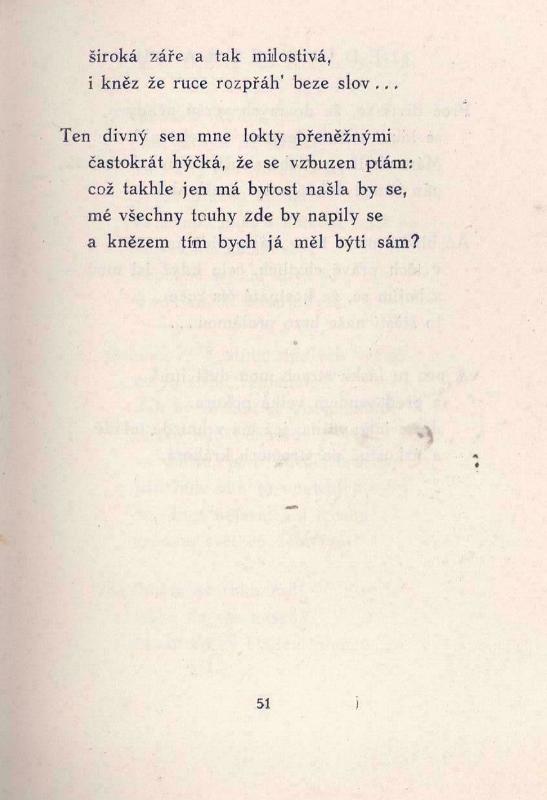 široká záře a tak milostivá,
i kněz že ruce rozpřáh' beze slov...
Ten divný sen mne lokty přeněžnými
častokrát hýčká, že se vzbuzen ptám:
což takhle jen má bytost našla by se,
mé všechny touhy zde by napily se
a knězem tím bych já měl býti sám?
51